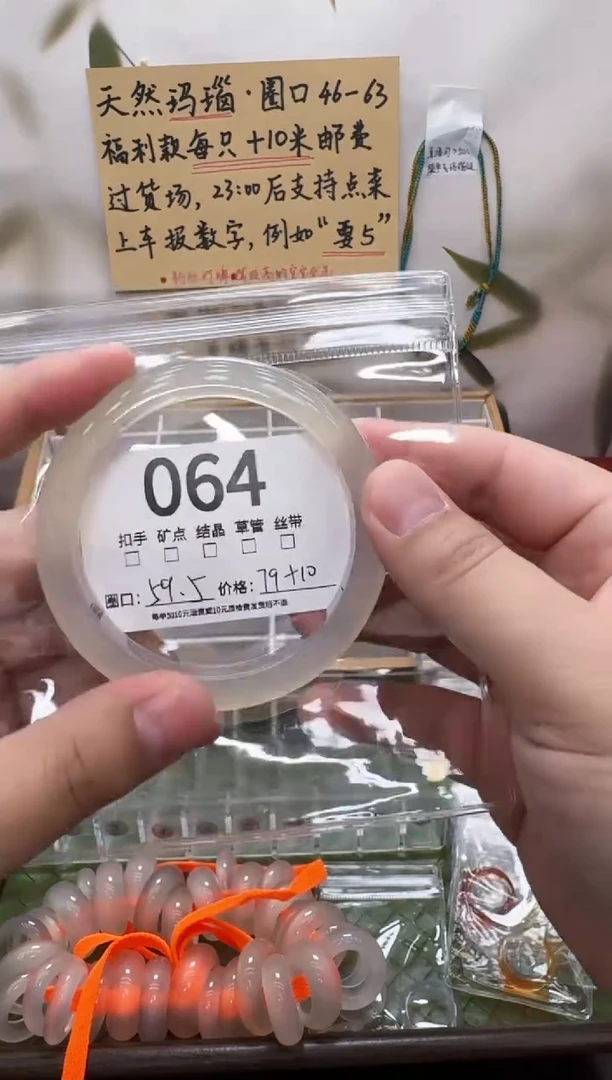 天然玛瑙·圈口46-63
福利款每只+10米邮费
过货场，23:00后支持点菜
上车报数字，例如“要5”
064
扣手 矿点 结晶 草管 丝带
圈口：59.5 价格：79+10